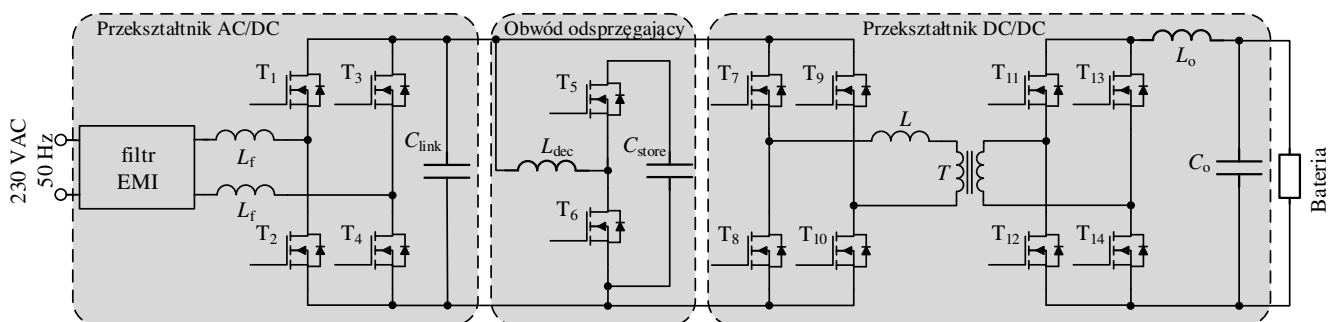 Przekształtnik AC/DC
Obwód odsprzęgający
Przekształtnik DC/DC
230 VAC
50 Hz
filtr
EMI
Lf
Lf
T1
T3
T2
T4
Clink
Ldec
T5
T6
Cstore
T7
T9
T8
T10
L
T
T11
T13
T12
T14
Lo
Co
Bateria